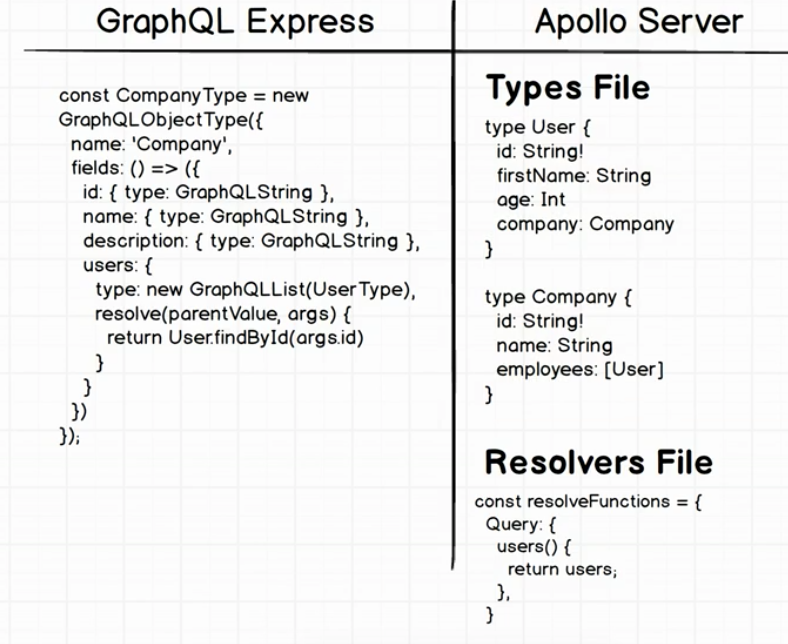 GraphQL Express
const CompanyType = new
GraphQLObjectType({
name: 'Company',
fields: () => ({
id: { type: GraphQLString },
name: { type: GraphQLString },
description: { type: GraphQLString },
users: {
type: new GraphQLList(UserType),
resolve(parentValue, args) {
return User.findById(args.id)
}
}
})
});
Apollo Server
Types File
type User {
id: String!
firstName: String
age: Int
company: Company
}
type Company {
id: String!
name: String
employees: [User]
}
Resolvers File
const resolveFunctions = {
Query: {
users() {
return users;
},
}